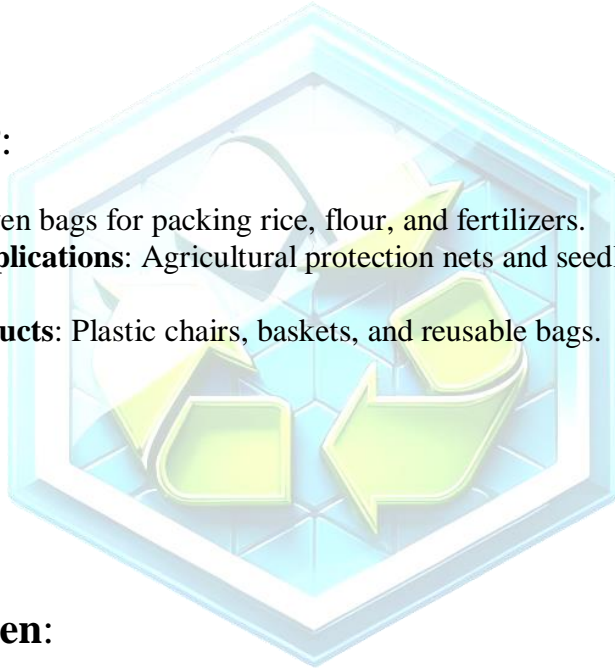 :
en bags for packing rice, flour, and fertilizers.
plications: Agricultural protection nets and seedl
ucts: Plastic chairs, baskets, and reusable bags.
en: